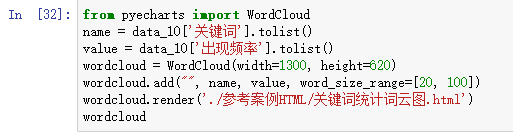 In [32]: from pyecharts import WordCloud
name = data_10['关键词'].tolist()
value = data_10['出现频率'].tolist()
wordcloud = WordCloud(width=1300, height=620)
wordcloud.add("", name, value, word_size_range=[20, 100])
wordcloud.render('./参考案例HTML/关键词统计词云图.html')
wordcloud